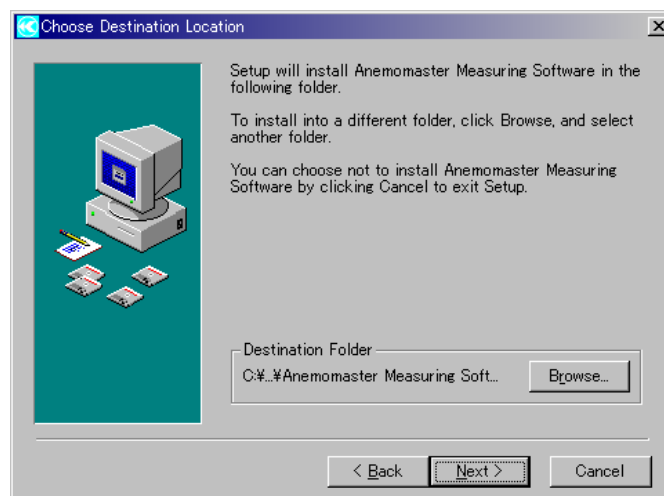 Choose Destination Location
Setup will install Anemomaster Measuring Software in the
following folder.
To install into a different folder, click Browse, and select
another folder.
You can choose not to install Anemomaster Measuring
Software by clicking Cancel to exit Setup.
Destination Folder
C:¥...¥Anemomaster Measuring Soft...
Browse...
< Back
Next >
Cancel